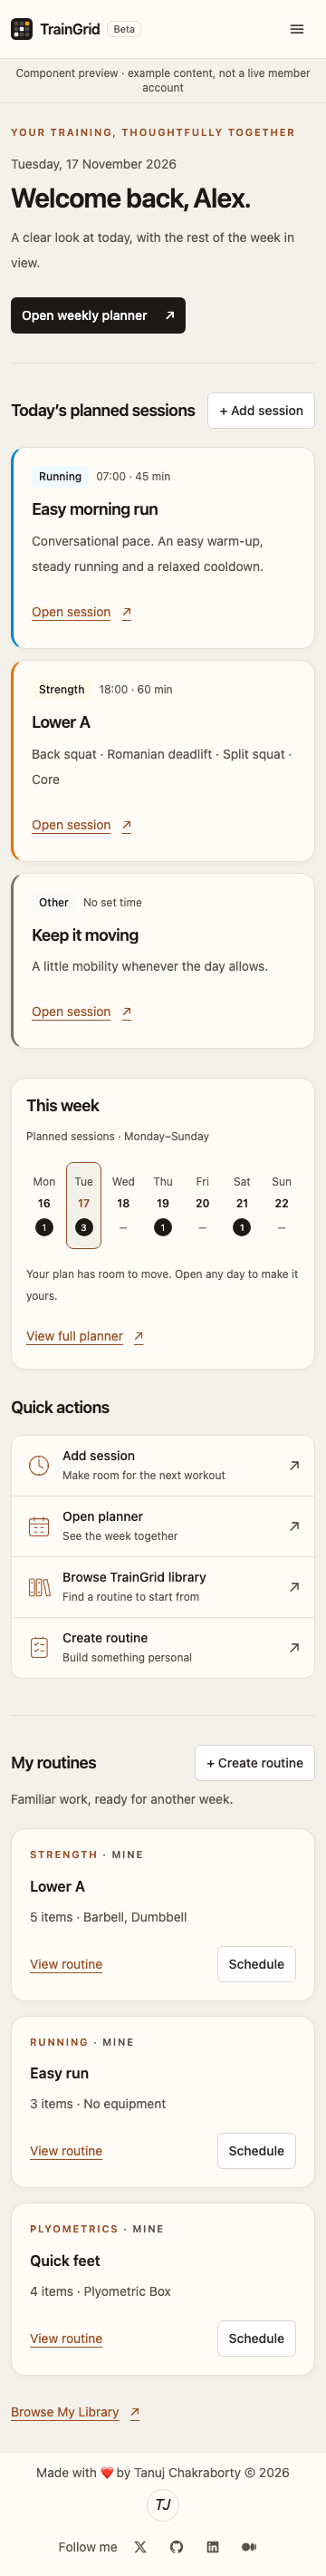 TrainGrid Beta
Component preview · example content, not a live member
account
YOUR TRAINING, THOUGHTFULLY TOGETHER
Tuesday, 17 November 2026
Welcome back, Alex.
A clear look at today, with the rest of the week in
view.
Open weekly planner ↗
Today’s planned sessions + Add session
Running 07:00 · 45 min
Early morning run
Conversational pace. An easy warm-up,
steady running and a relaxed cooldown.
Open session ↗
Strength 18:00 · 60 min
Lower A
Back squat · Romanian deadlift · Split squat ·
Core
Open session ↗
Other No set time
Keep it moving
A little mobility whenever the day allows.
Open session ↗
This week
Planned sessions · Monday–Sunday
Mon Tue Wed Thu Fri Sat Sun
16 17 18 19 20 21 22
1 3 – 1 – 1 –
Your plan has room to move. Open any day to make it
yours.
View full planner ↗
Quick actions
Add session
Make room for the next workout ↗
Open planner
See the week together ↗
Browse TrainGrid library
Find a routine to start from ↗
Create routine
Build something personal ↗
My routines + Create routine
Familiar work, ready for another week.
STRENGTH · MINE
Lower A
5 items · Barbell, Dumbbell
View routine Schedule
RUNNING · MINE
Easy run
3 items · No equipment
View routine Schedule
PLYOMETRICS · MINE
Quick feet
4 items · Plyometric Box
View routine Schedule
Browse My Library ↗
Made with ❤️ by Tanuj Chakraborty © 2026
TJ
Follow me